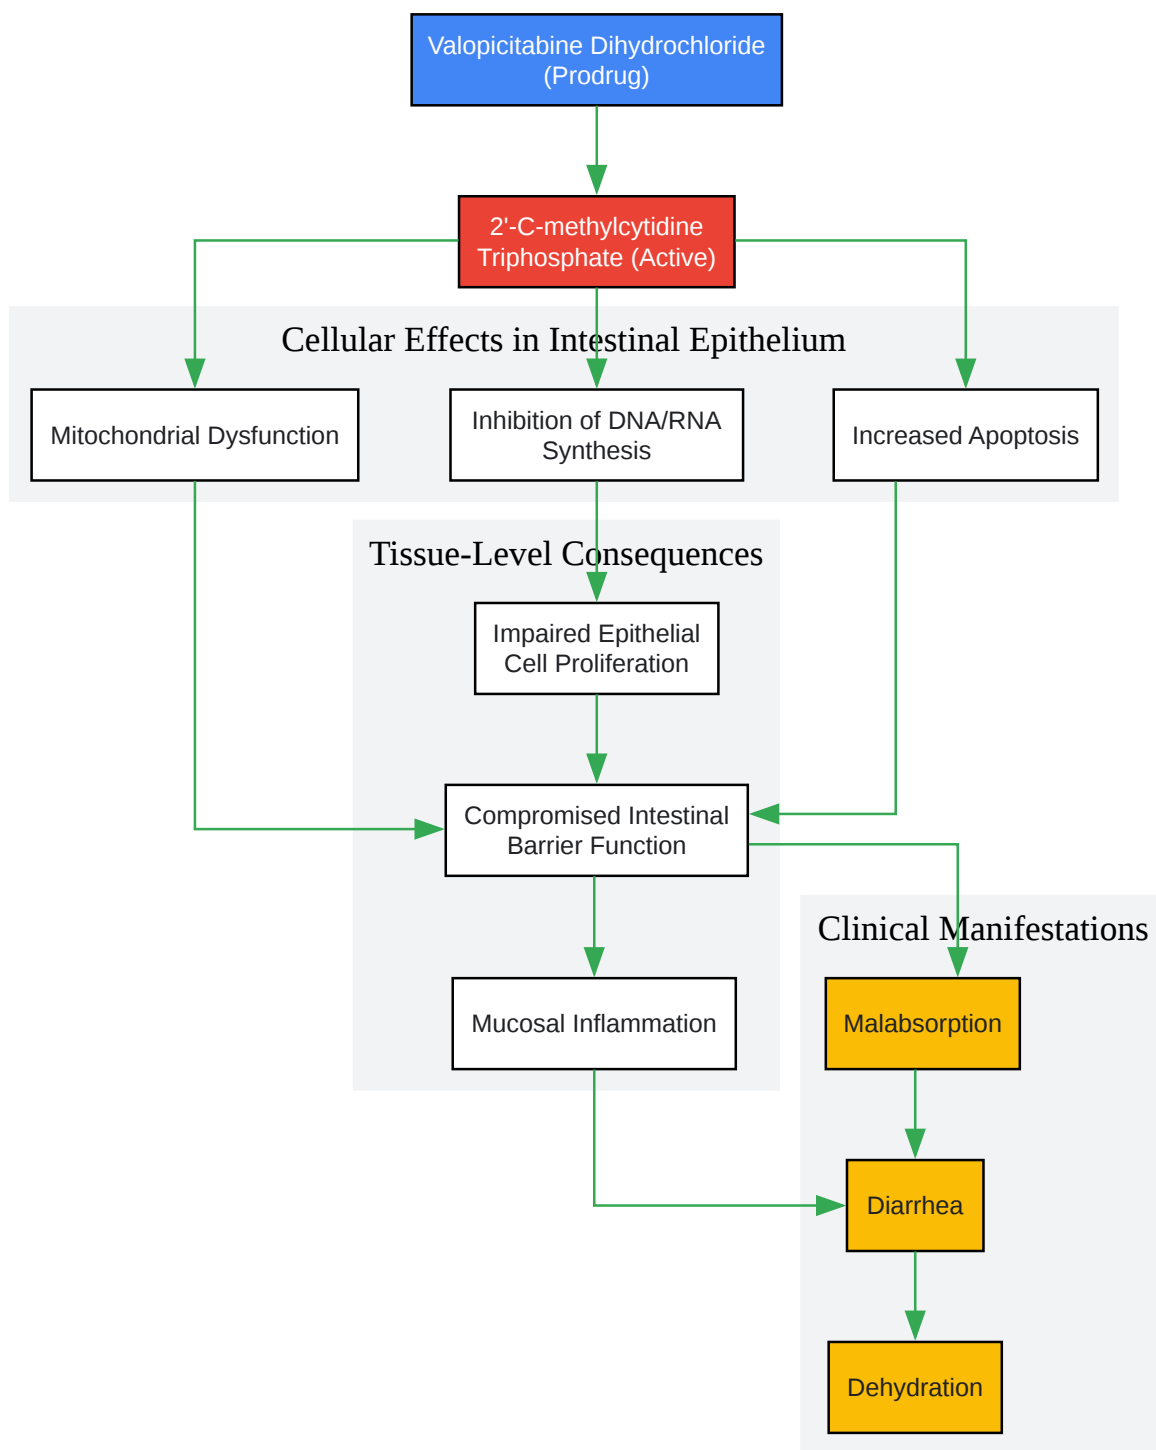 Valopicitabine Dihydrochloride
(Prodrug)
2'-C-methylcytidine
Triphosphate (Active)
Cellular Effects in Intestinal Epithelium
Mitochondrial Dysfunction
Inhibition of DNA/RNA
Synthesis
Increased Apoptosis
Tissue-Level Consequences
Impaired Epithelial
Cell Proliferation
Compromised Intestinal
Barrier Function
Clinical Manifestations
Mucosal Inflammation
Malabsorption
Diarrhea
Dehydration